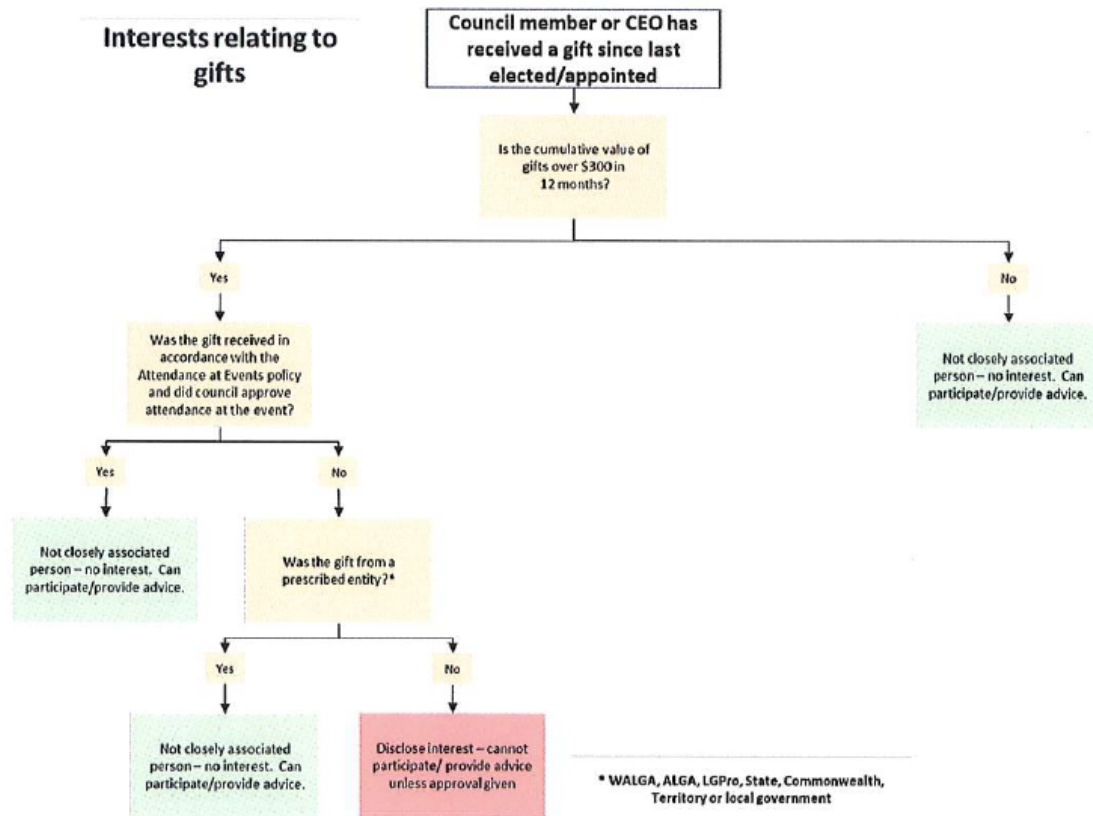 Interests relating to
gifts
Council member or CEO has
received a gift since last
elected/appointed
Is the cumulative value of
gifts over $300 in
12 months?
Yes
No
Was the gift received in
accordance with the
Attendance at Events policy
and did council approve
attendance at the event?
Not closely associated
person – no interest. Can
participate/provide advice.
Yes
No
Not closely associated
person – no interest. Can
participate/provide advice.
Was the gift from a
prescribed entity?*
Yes
No
Not closely associated
person – no interest. Can
participate/provide advice.
Disclose interest – cannot
participate/ provide advice
unless approval given
* WALGA, ALGA, LGPro, State, Commonwealth,
Territory or local government